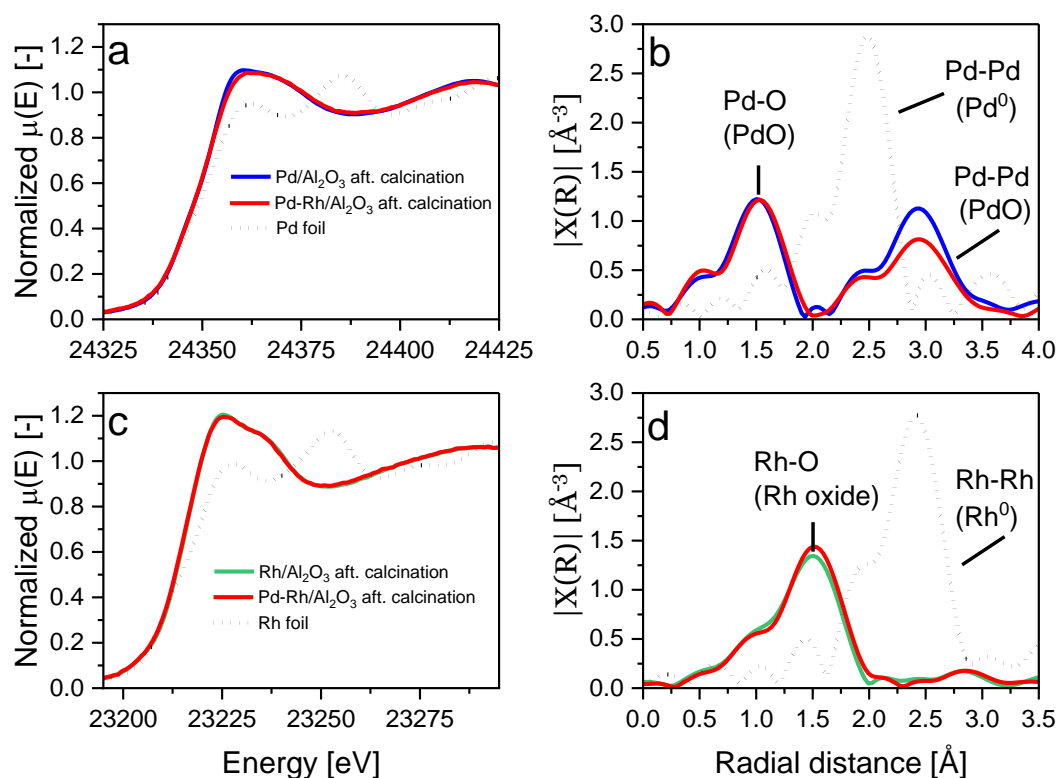 a
Normalized μ(E) [-]
1.2
1.0
0.8
0.6
0.4
0.2
0.0
Pd/Al₂O₃ aft. calcination
Pd-Rh/Al₂O₃ aft. calcination
Pd foil
24325 24350 24375 24400 24425
b
|X(R)| [Å⁻³]
3.0
2.5
2.0
1.5
1.0
0.5
0.0
Pd-O
(PdO)
Pd-Pd
(Pd⁰)
Pd-Pd
(PdO)
0.5 1.0 1.5 2.0 2.5 3.0 3.5 4.0
c
Normalized μ(E) [-]
1.2
1.0
0.8
0.6
0.4
0.2
0.0
Rh/Al₂O₃ aft. calcination
Pd-Rh/Al₂O₃ aft. calcination
Rh foil
23200 23225 23250 23275
Energy [eV]
d
|X(R)| [Å⁻³]
3.0
2.5
2.0
1.5
1.0
0.5
0.0
Rh-O
(Rh oxide)
Rh-Rh
(Rh⁰)
0.0 0.5 1.0 1.5 2.0 2.5 3.0 3.5
Radial distance [Å]